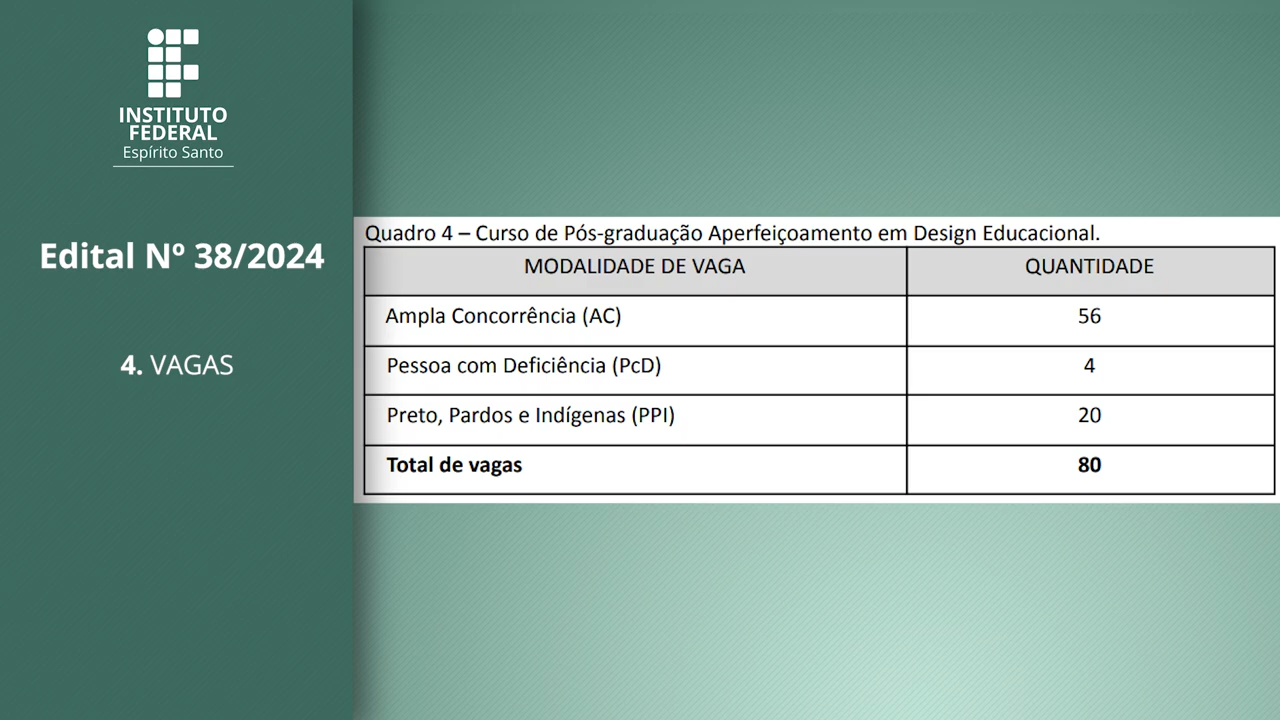 INSTITUTO
FEDERAL
Espírito Santo
Edital Nº 38/2024
4. VAGAS
Quadro 4 – Curso de Pós-graduação Aperfeiçoamento em Design Educacional.
MODALIDADE DE VAGA QUANTIDADE
Ampla Concorrência (AC) 56
Pessoa com Deficiência (PcD) 4
Preto, Pardos e Indígenas (PPI) 20
Total de vagas 80